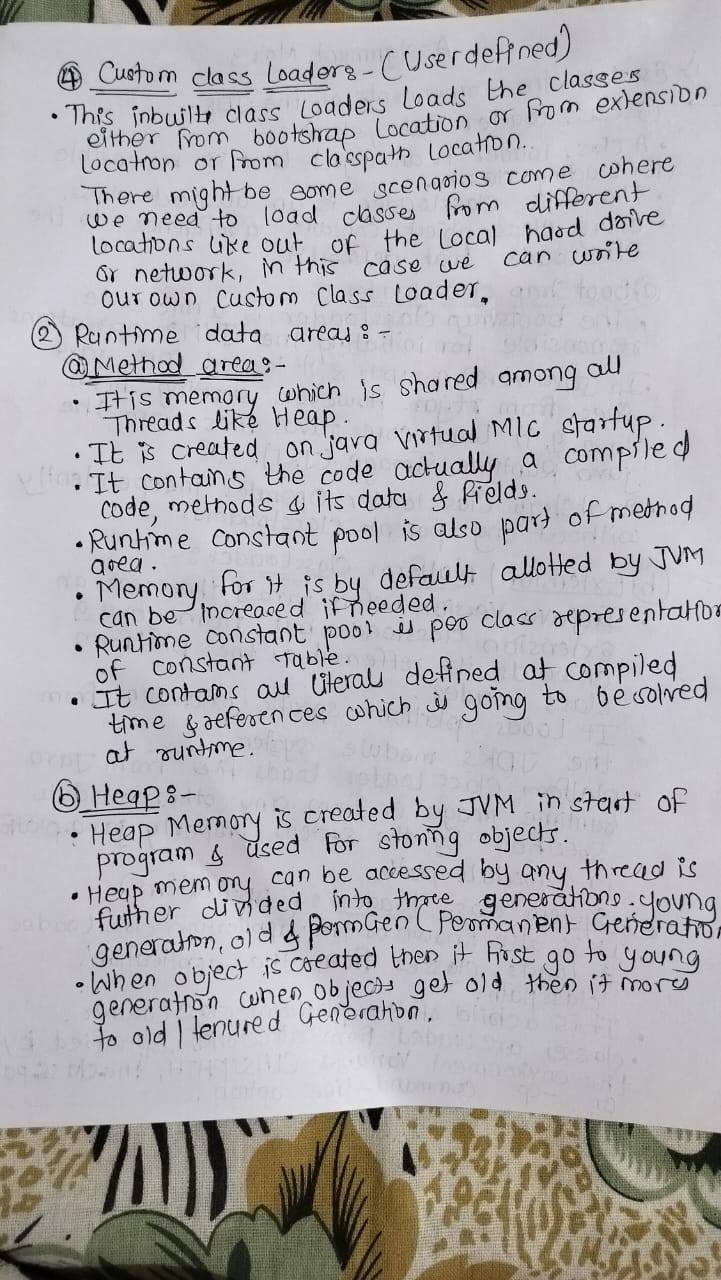 ④ Custom class Loaders - (Userdefined)
• This inbuilt class Loaders Loads the classes
either from bootstrap Location or from extension
Location or from classpath Location.
There might be some scenarios come where
we need to load classes from different
locations like out of the Local hard drive
or network, in this case we can write
our own custom class Loader.
② Runtime data areas :-
ⓐ Method area:-
• It is memory which is shared among all
Threads like Heap.
• It is created on java virtual M/c startup.
• It contains the code actually a compiled
code, methods & its data & fields.
• Runtime constant pool is also part of method
area.
• Memory for it is by default allotted by JVM
can be increaced if needed.
• Runtime constant pool is per class representation
of constant Table.
• It contains all literals defined at compiled
time & references which is going to be solved
at runtime.
ⓑ Heap :-
• Heap Memory is created by JVM in start of
program & used for storing objects.
• Heap memory can be accessed by any thread is
futher divided into three generations. young
generation, old & PermGen (Permanent Generation
• When object is created then it first go to young
generation when objects get old then it more
to old / tenured Generation.